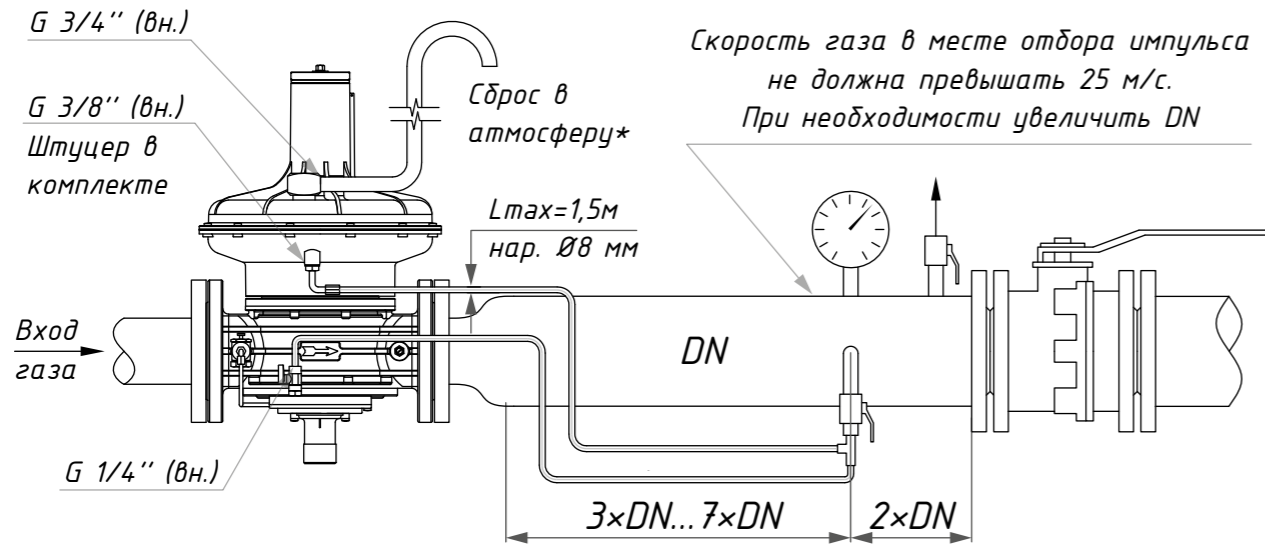 G 3/4'' (вн.)
G 3/8'' (вн.)
Штуцер в
комплекте
Сброс в
атмосферу*
Скорость газа в месте отбора импульса
не должна превышать 25 м/с.
При необходимости увеличить DN
Lmax=1,5м
нар. Ø8 мм
Вход
газа
DN
G 1/4'' (вн.)
3×DN...7×DN
2×DN